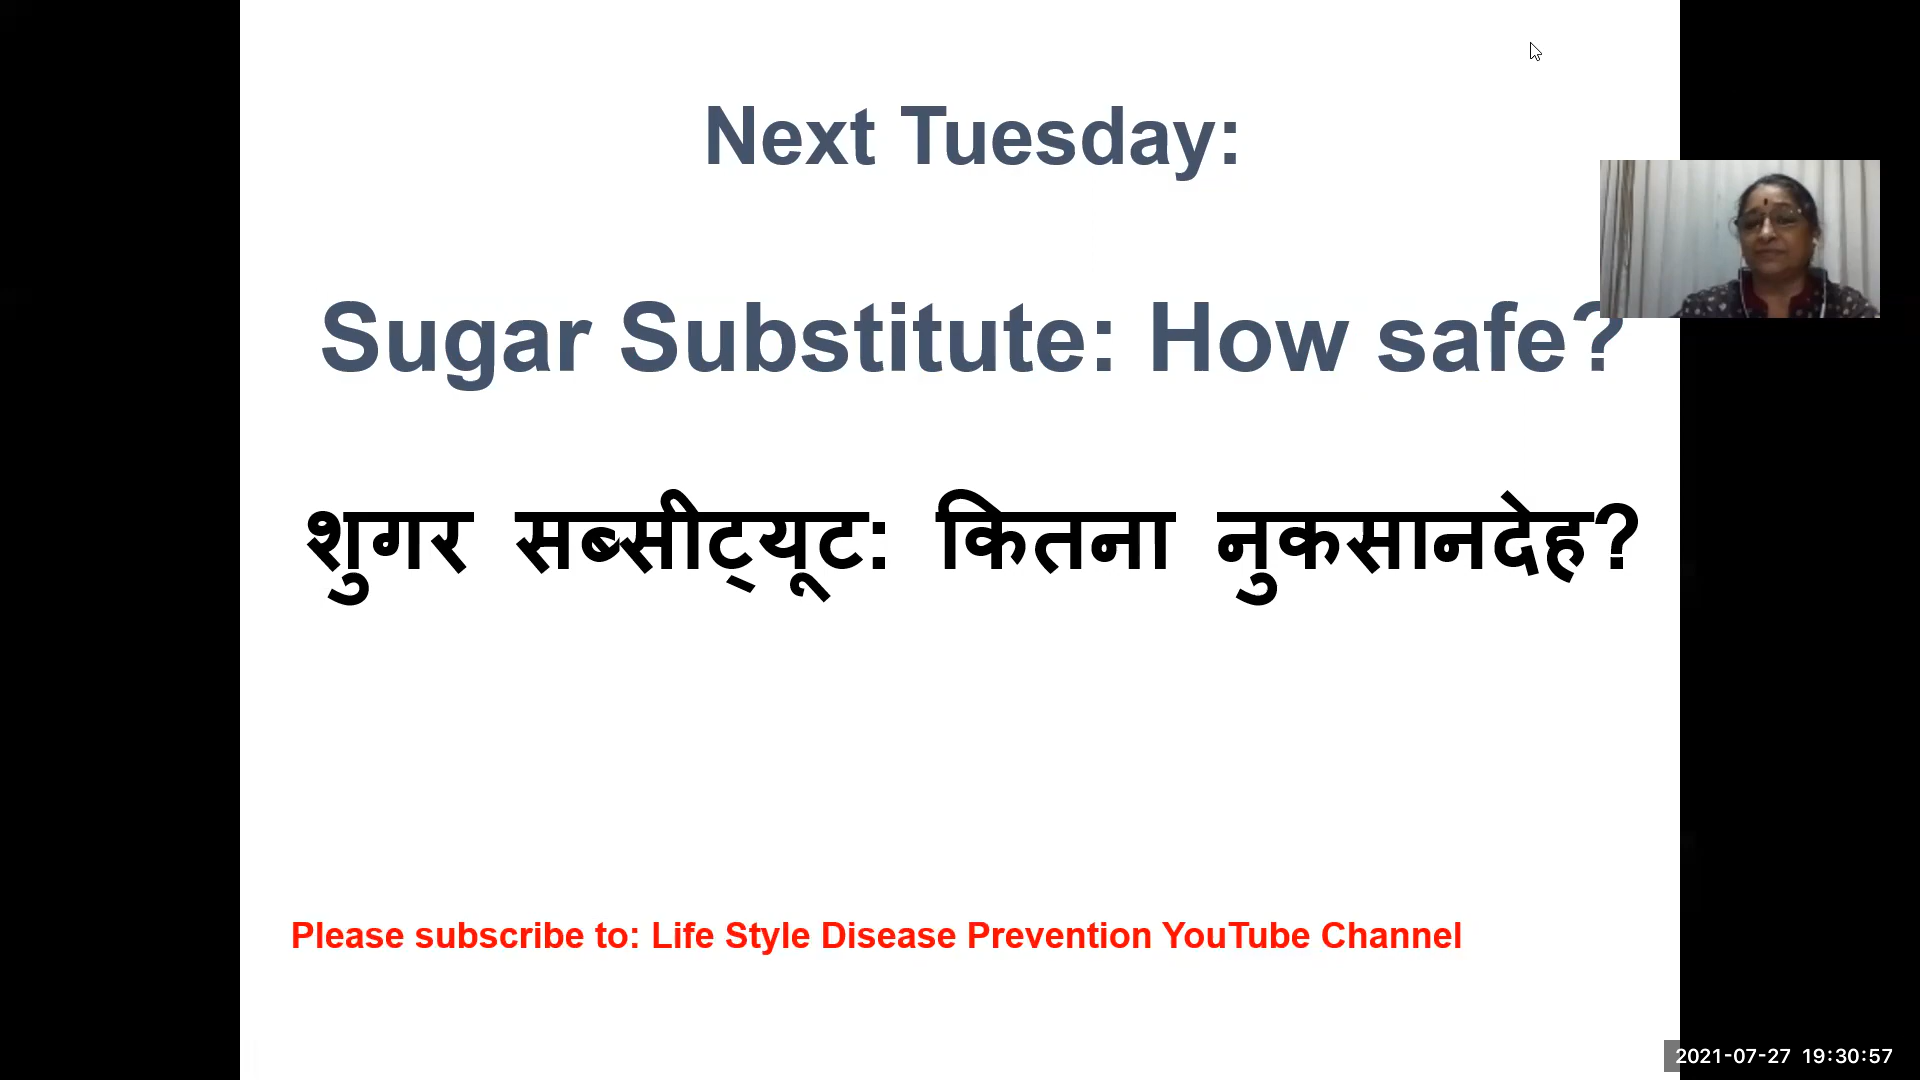 Next Tuesday:
Sugar Substitute: How safe?
शुगर सब्सीट्यूट: कितना नुकसानदेह?
Please subscribe to: Life Style Disease Prevention YouTube Channel
2021-07-27 19:30:57